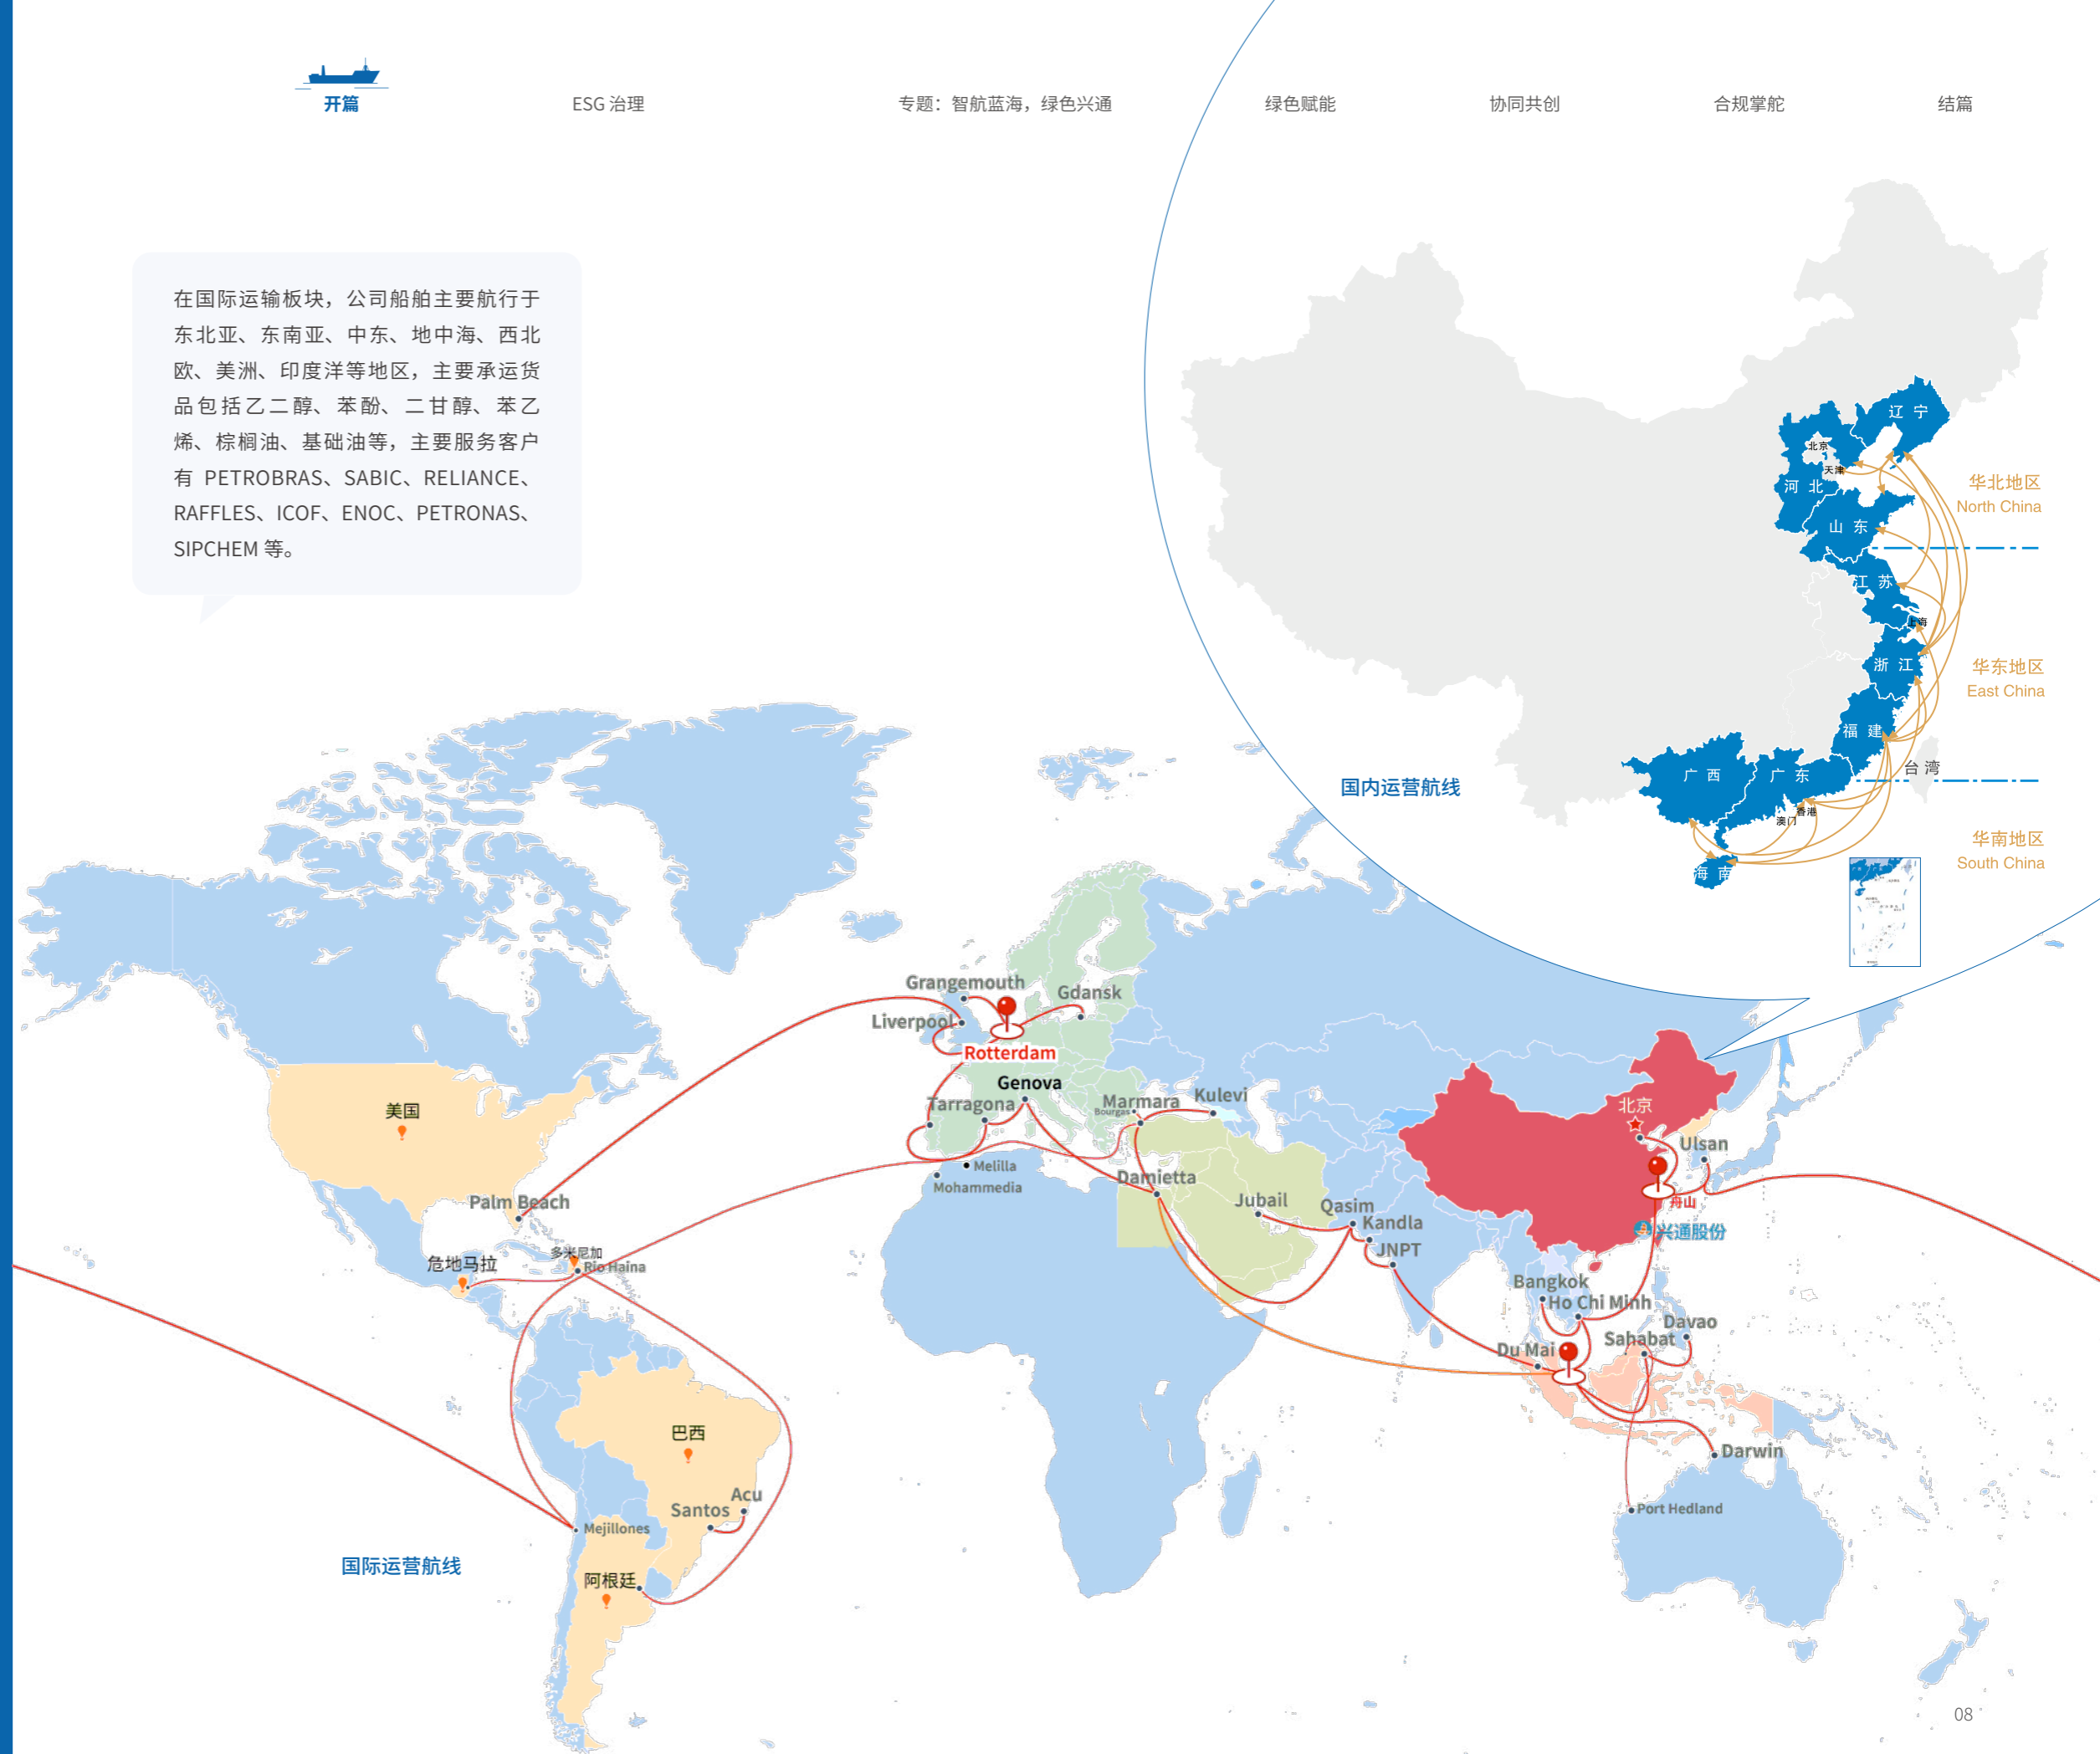 开篇
ESG 治理
专题：智航蓝海，绿色兴通
绿色赋能
协同共创
合规掌舵
结篇
在国际运输板块，公司船舶主要航行于
东北亚、东南亚、中东、地中海、西北
欧、美洲、印度洋等地区，主要承运货
品包括乙二醇、苯酚、二甘醇、苯乙
烯、棕榈油、基础油等，主要服务客户
有 PETROBRAS、SABIC、RELIANCE、
RAFFLES、ICOF、ENOC、PETRONAS、
SIPCHEM 等。
辽 宁
北京
天津
河 北
山 东
江 苏
上海
浙 江
福 建
台 湾
广 西
广 东
香港
澳门
海 南
华北地区
North China
华东地区
East China
华南地区
South China
国内运营航线
Grangemouth
Gdansk
Liverpool
Rotterdam
Genova
Tarragona
Marmara
Bourgas
Kulevi
Melilla
Mohammedia
Damietta
Jubail
Qasim
Kandla
JNPT
北京
Ulsan
舟山
兴通股份
Bangkok
Ho Chi Minh
Davao
Sahabat
Du Mai
Darwin
Port Hedland
美国
Palm Beach
多米尼加
Rio Haina
危地马拉
巴西
Acu
Santos
Mejillones
阿根廷
国际运营航线
08